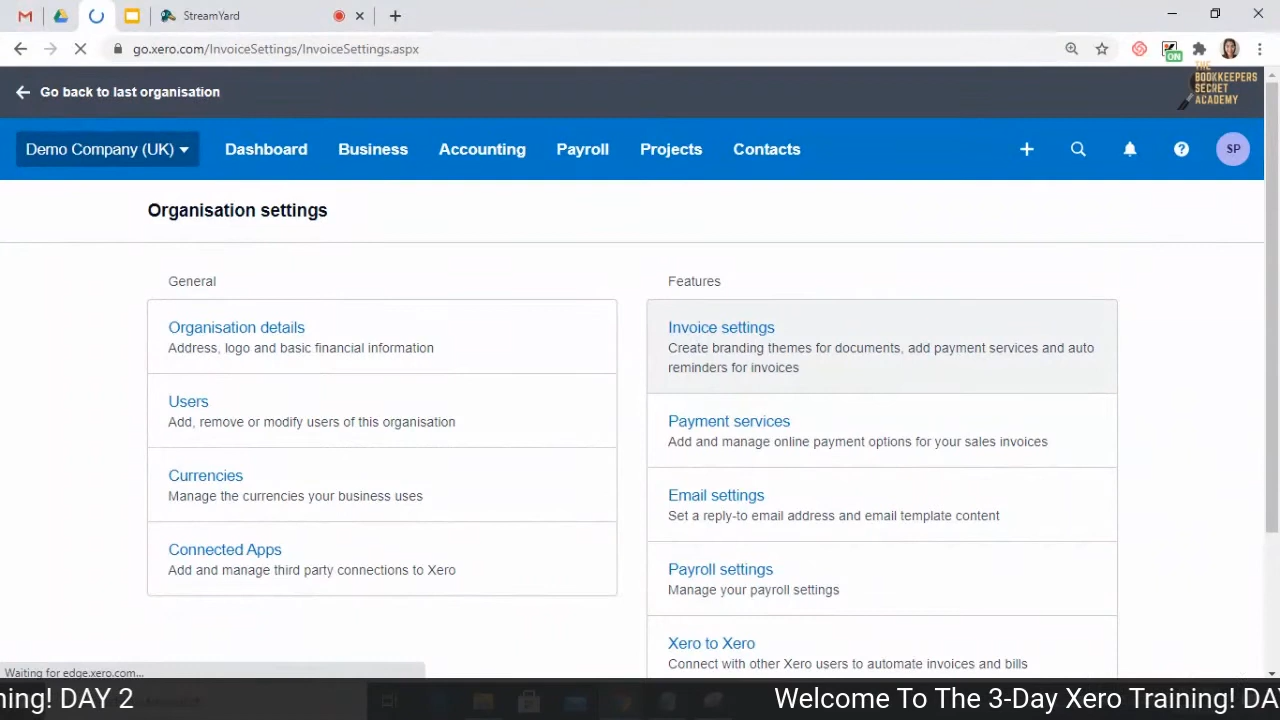 StreamYard
go.xero.com/InvoiceSettings/InvoiceSettings.aspx
ON
Go back to last organisation
THE
BOOKKEEPERS
SECRET
ACADEMY
Demo Company (UK)
Dashboard
Business
Accounting
Payroll
Projects
Contacts
SP
Organisation settings
General
Organisation details
Address, logo and basic financial information
Users
Add, remove or modify users of this organisation
Currencies
Manage the currencies your business uses
Connected Apps
Add and manage third party connections to Xero
Features
Invoice settings
Create branding themes for documents, add payment services and auto
reminders for invoices
Payment services
Add and manage online payment options for your sales invoices
Email settings
Set a reply-to email address and email template content
Payroll settings
Manage your payroll settings
Xero to Xero
Connect with other Xero users to automate invoices and bills
Waiting for edge.xero.com...
ning! DAY 2
Welcome To The 3-Day Xero Training! DA